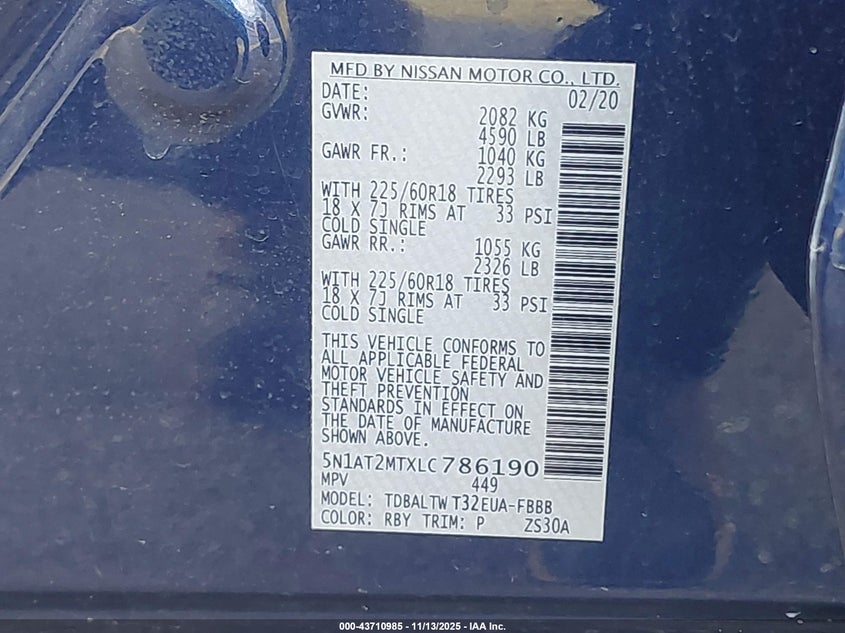 MFD BY NISSAN MOTOR CO., LTD.
DATE: 02/20
GVWR: 2082 KG
4590 LB
GAWR FR.: 1040 KG
2293 LB
WITH 225/60R18 TIRES
18 X 7J RIMS AT 33 PSI
COLD SINGLE
GAWR RR.: 1055 KG
2326 LB
WITH 225/60R18 TIRES
18 X 7J RIMS AT 33 PSI
COLD SINGLE
THIS VEHICLE CONFORMS TO
ALL APPLICABLE FEDERAL
MOTOR VEHICLE SAFETY AND
THEFT PREVENTION
STANDARDS IN EFFECT ON
THE DATE OF MANUFACTURE
SHOWN ABOVE.
5N1AT2MTXLC786190
MPV 449
MODEL: TDBALTW T32EUA-FBBB
COLOR: RBY TRIM: P ZS30A
000-43710985 - 11/13/2025 - IAA Inc.